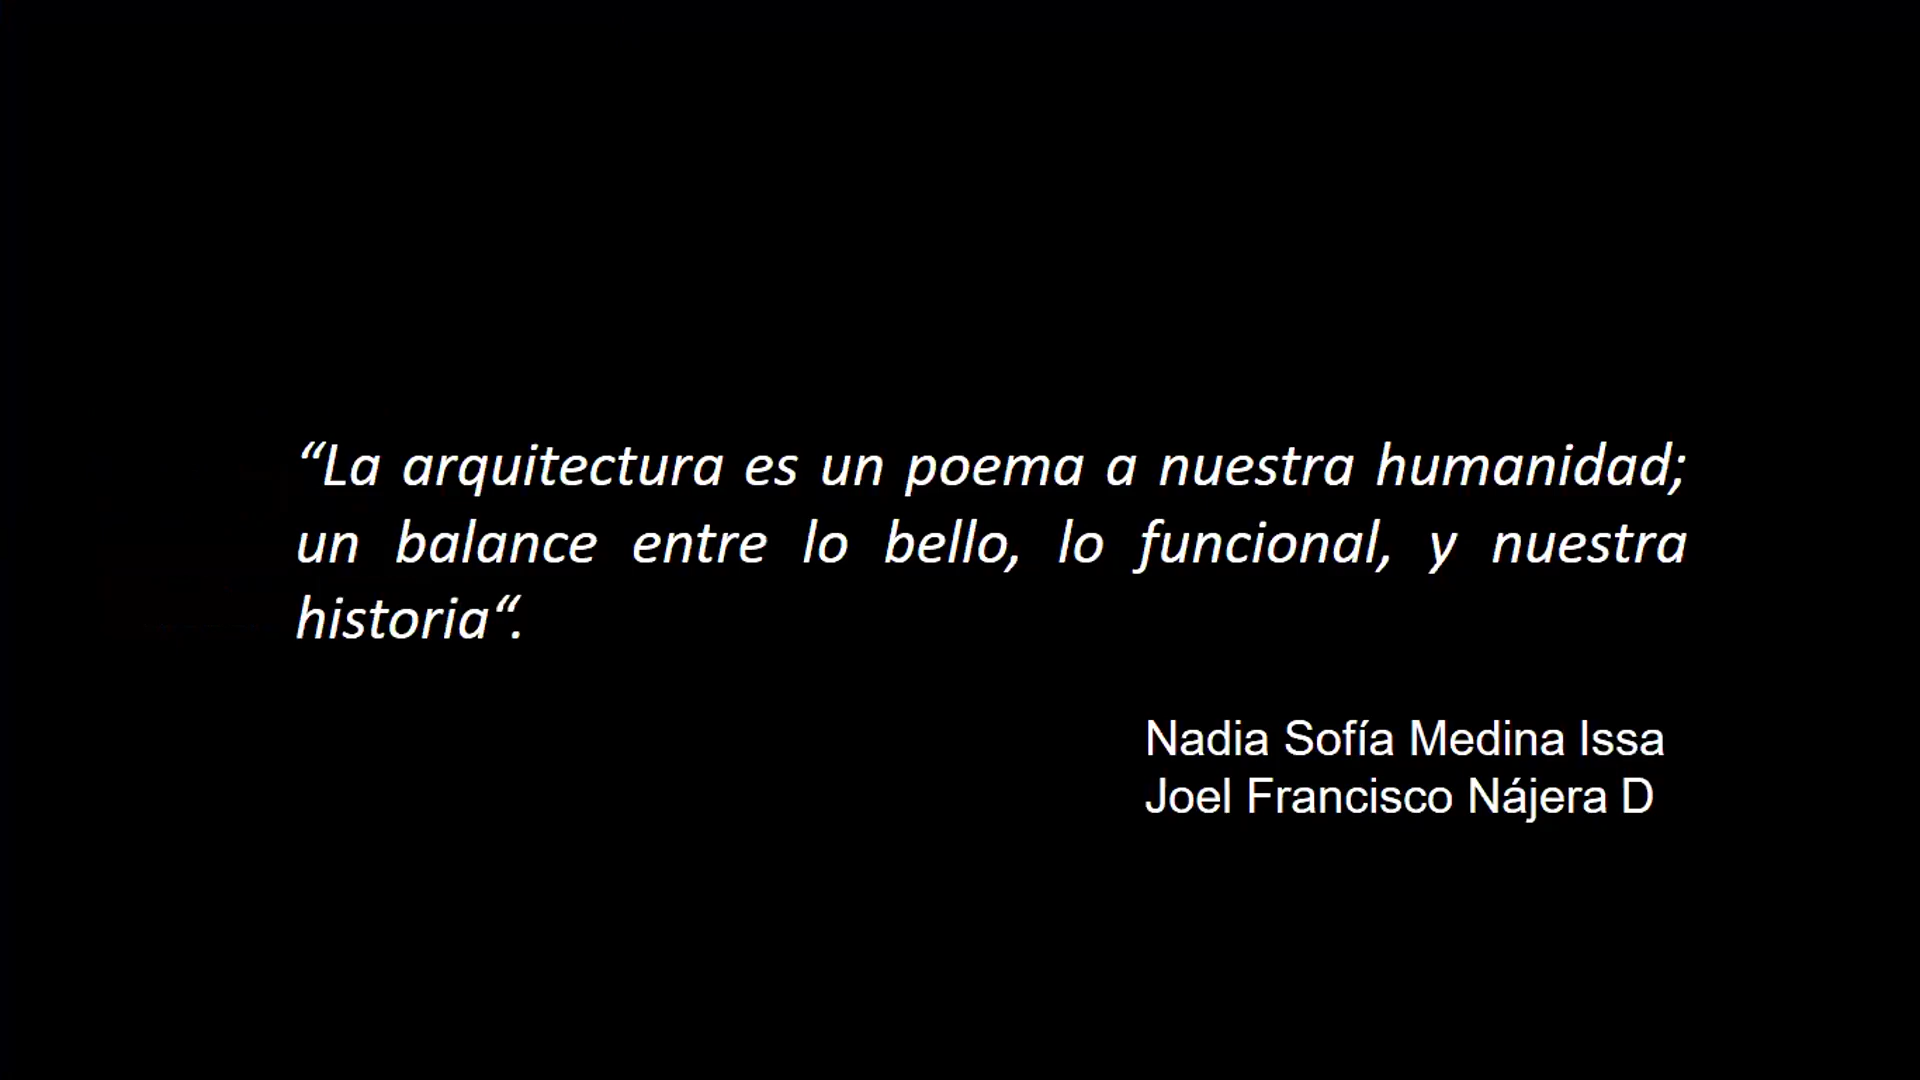 “La arquitectura es un poema a nuestra humanidad;
un balance entre lo bello, lo funcional, y nuestra
historia“.
Nadia Sofía Medina Issa
Joel Francisco Nájera D